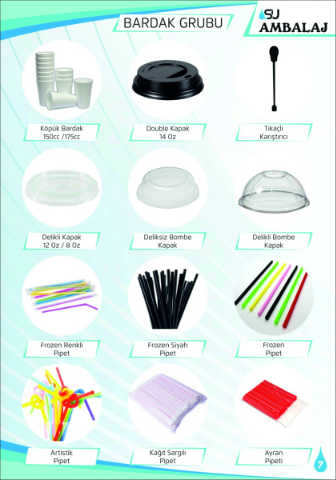 BARDAK GRUBU
SU
AMBALAJ
Köpük Bardak
150cc /175cc
Double Kapak
14 Oz
Tıkaçlı
Karıştırıcı
Delikli Kapak
12 Oz / 8 Oz
Deliksiz Bombe
Kapak
Delikli Bombe
Kapak
Frozen Renkli
Pipet
Frozen Siyah
Pipet
Frozen
Pipet
Artistik
Pipet
Kağıt Sargılı
Pipet
Ayran
Pipeti
7